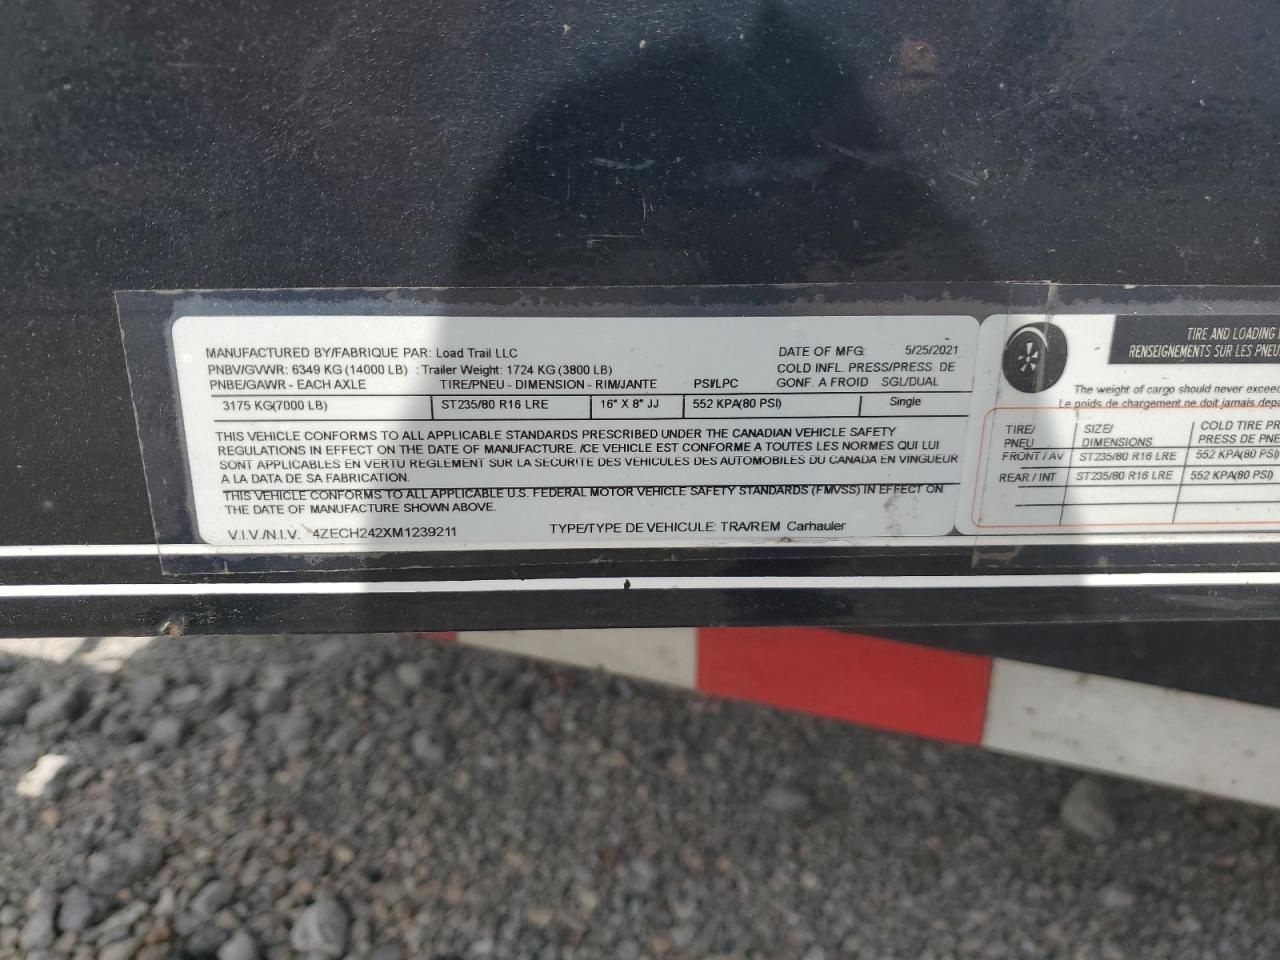 MANUFACTURED BY/FABRIQUE PAR: Load Trail LLC DATE OF MFG: 5/25/2021
PNBV/GVWR: 6349 KG (14000 LB) : Trailer Weight: 1724 KG (3800 LB) COLD INFL. PRESS/PRESS. DE
PNBE/GAWR - EACH AXLE TIRE/PNEU - DIMENSION - RIM/JANTE PSI/LPC GONF. A FROID SGL/DUAL
3175 KG(7000 LB) ST235/80 R16 LRE 16" X 8" JJ 552 KPA(80 PSI) Single
THIS VEHICLE CONFORMS TO ALL APPLICABLE STANDARDS PRESCRIBED UNDER THE CANADIAN VEHICLE SAFETY
REGULATIONS IN EFFECT ON THE DATE OF MANUFACTURE. /CE VEHICLE EST CONFORME A TOUTES LES NORMES QUI LUI
SONT APPLICABLES EN VERTU REGLEMENT SUR LA SECURITE DES VEHICULES DES AUTOMOBILES DU CANADA EN VINGUEUR
A LA DATA DE SA FABRICATION.
THIS VEHICLE CONFORMS TO ALL APPLICABLE U.S. FEDERAL MOTOR VEHICLE SAFETY STANDARDS (FMVSS) IN EFFECT ON
THE DATE OF MANUFACTURE SHOWN ABOVE.
V.I.V./N.I.V. 4ZECH242XM1239211 TYPE/TYPE DE VEHICULE: TRA/REM Carhauler
TIRE AND LOADING
RENSEIGNEMENTS SUR LES PNEU
The weight of cargo should never exceed
Le poids de chargement ne doit jamais
TIRE/ SIZE/ COLD TIRE
PNEU DIMENSIONS PRESS DE
FRONT / AV ST235/80 R16 LRE 552 KPA(80 PSI)
REAR / INT ST235/80 R16 LRE 552 KPA(80 PSI)